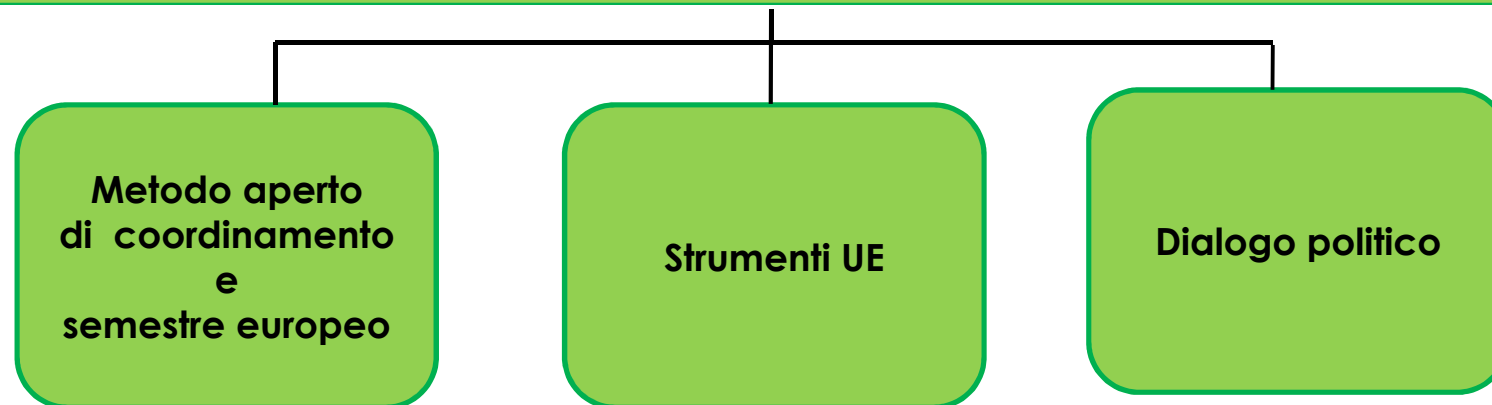 Metodo aperto
di coordinamento
e
semestre europeo
Strumenti UE
Dialogo politico